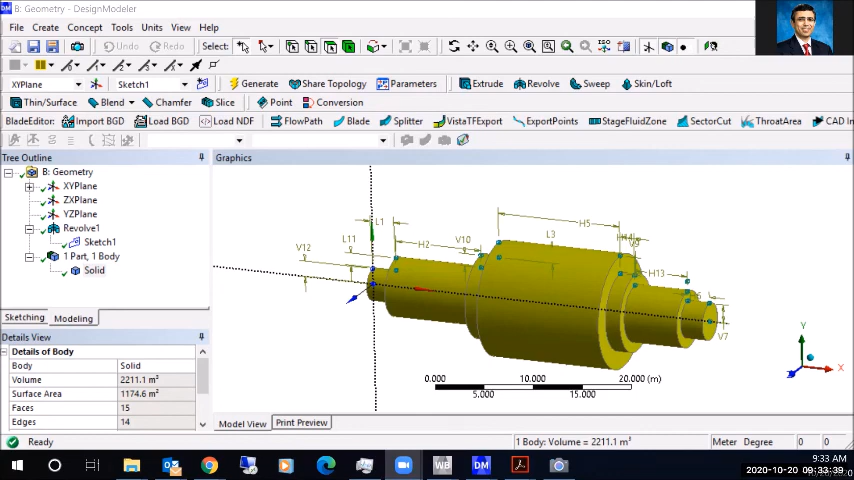 B: Geometry - DesignModeler
File Create Concept Tools Units View Help
Undo Redo Select: ISO
XYPlane Sketch1 Generate Share Topology Parameters Extrude Revolve Sweep Skin/Loft
Thin/Surface Blend Chamfer Slice Point Conversion
BladeEditor: Import BGD Load BGD Load NDF FlowPath Blade Splitter VistaTFExport ExportPoints StageFluidZone SectorCut ThroatArea CAD In
Tree Outline
B: Geometry
XYPlane
ZXPlane
YZPlane
Revolve1
Sketch1
1 Part, 1 Body
Solid
Sketching Modeling
Details View
Details of Body
Body Solid
Volume 2211.1 m³
Surface Area 1174.6 m²
Faces 15
Edges 14
Graphics
L1
H5
V12
L11
H2
V10
L3
H13
V7
Y
X
0.000 10.000 20.000 (m)
5.000 15.000
Model View Print Preview
Ready 1 Body: Volume = 2211.1 m³ Meter Degree 0 0
WB DM
9:33 AM
2020-10-20 09:33:39